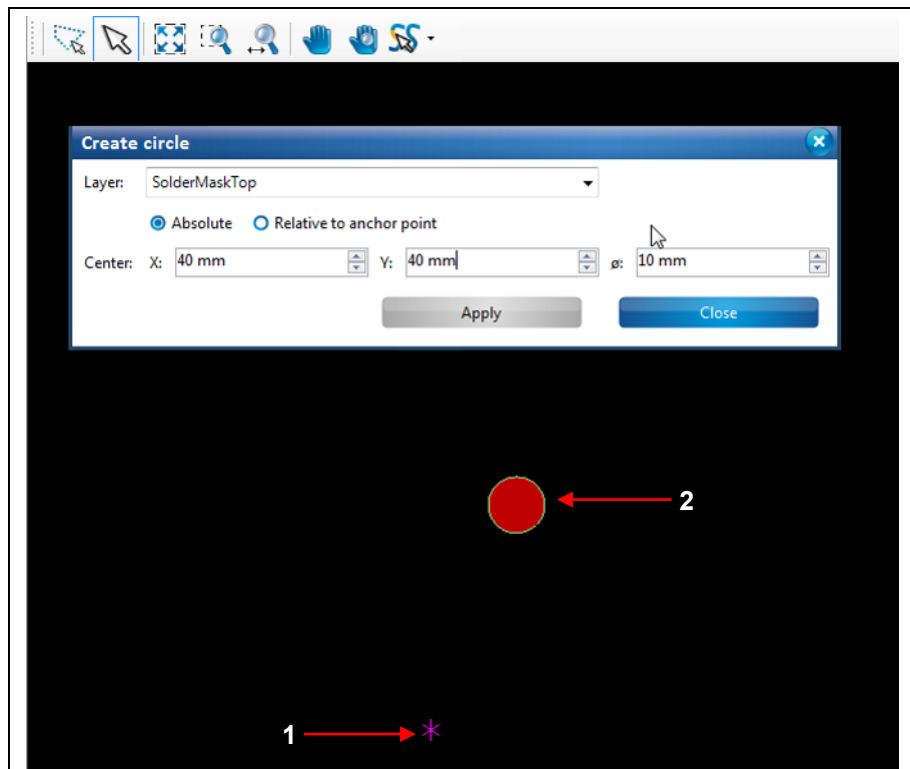 Create circle
Layer: SolderMaskTop
Absolute Relative to anchor point
Center: X: 40 mm Y: 40 mm ø: 10 mm
Apply Close
2
1